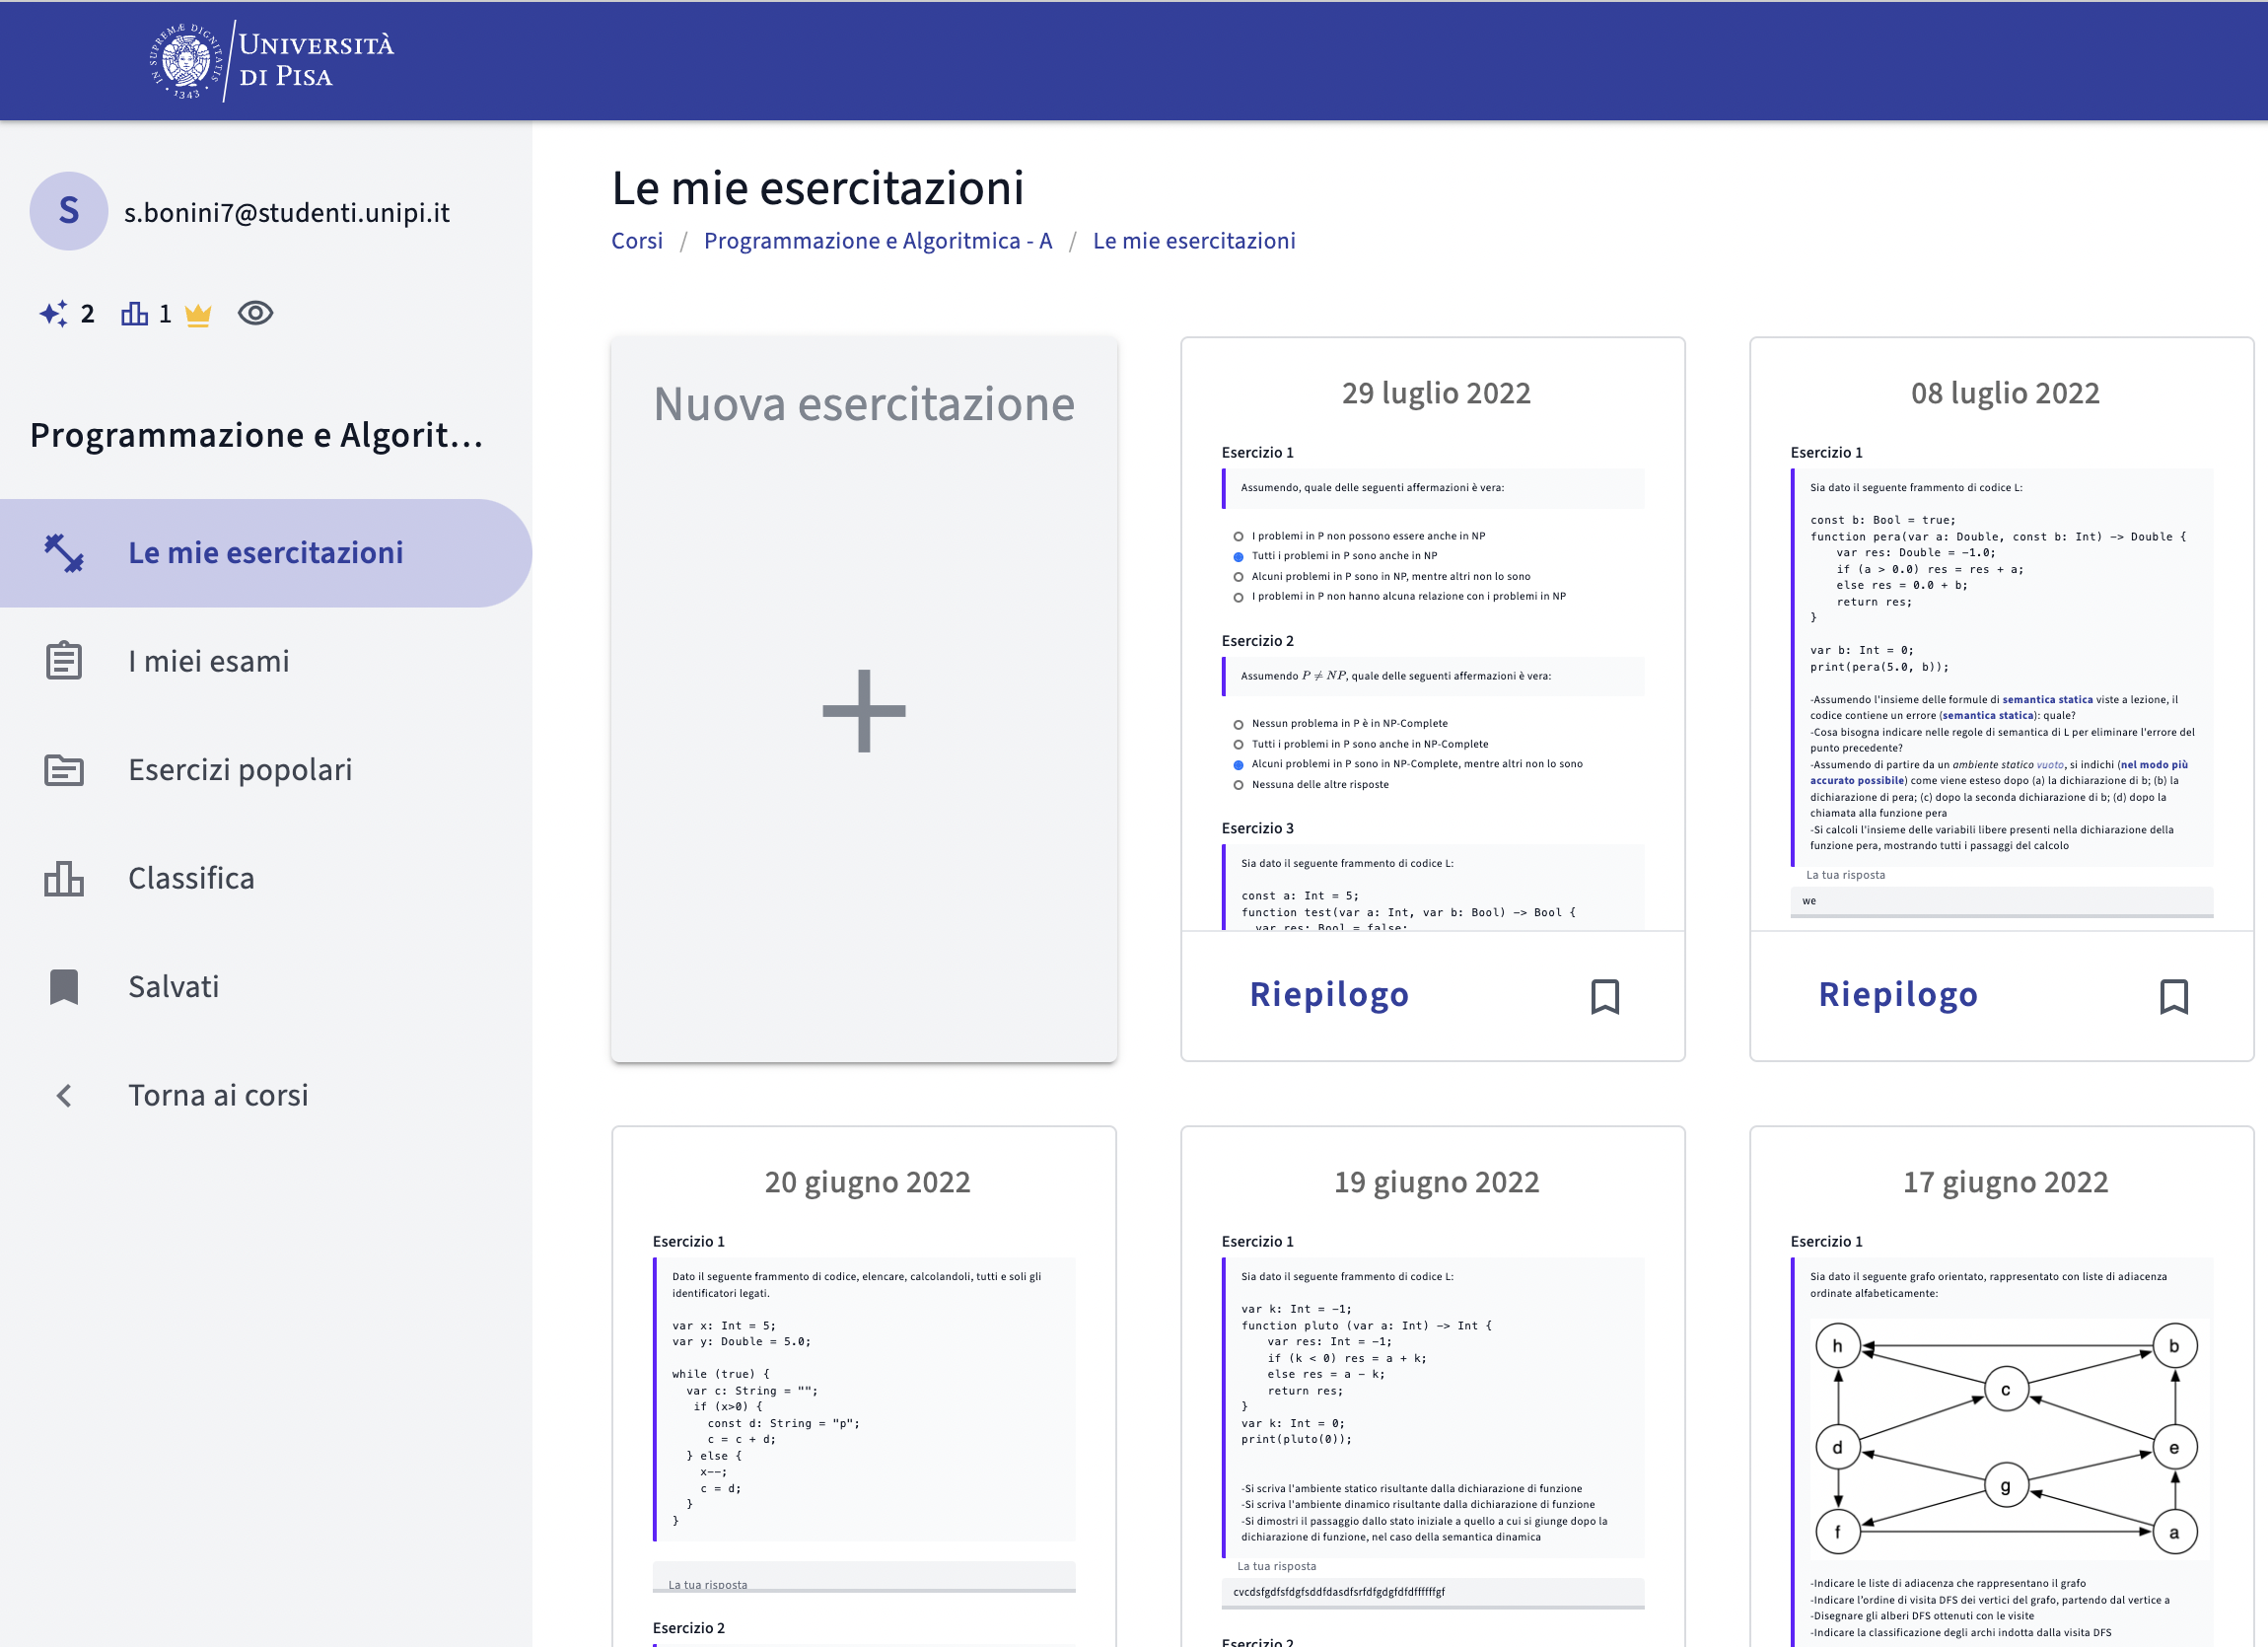 IN SUPREMÆ DIGNITATIS
1343
UNIVERSITÀ
DI PISA
S
s.bonini7@studenti.unipi.it
2
1
Programmazione e Algorit...
Le mie esercitazioni
I miei esami
Esercizi popolari
Classifica
Salvati
Torna ai corsi
Le mie esercitazioni
Corsi / Programmazione e Algoritmica - A / Le mie esercitazioni
Nuova esercitazione
29 luglio 2022
Esercizio 1
Assumendo, quale delle seguenti affermazioni è vera:
I problemi in P non possono essere anche in NP
Tutti i problemi in P sono anche in NP
Alcuni problemi in P sono in NP, mentre altri non lo sono
I problemi in P non hanno alcuna relazione con i problemi in NP
Esercizio 2
Assumendo P ≠ NP, quale delle seguenti affermazioni è vera:
Nessun problema in P è in NP-Complete
Tutti i problemi in P sono anche in NP-Complete
Alcuni problemi in P sono in NP-Complete, mentre altri non lo sono
Nessuna delle altre risposte
Esercizio 3
Sia dato il seguente frammento di codice L:
const a: Int = 5;
function test(var a: Int, var b: Bool) -> Bool {
var res: Bool = false;
Riepilogo
08 luglio 2022
Esercizio 1
Sia dato il seguente frammento di codice L:
const b: Bool = true;
function pera(var a: Double, const b: Int) -> Double {
var res: Double = -1.0;
if (a > 0.0) res = res + a;
else res = 0.0 + b;
return res;
}
var b: Int = 0;
print(pera(5.0, b));
-Assumendo l'insieme delle formule di semantica statica viste a lezione, il
codice contiene un errore (semantica statica): quale?
-Cosa bisogna indicare nelle regole di semantica di L per eliminare l'errore del
punto precedente?
-Assumendo di partire da un ambiente statico vuoto, si indichi (nel modo più
accurato possibile) come viene esteso dopo (a) la dichiarazione di b; (b) la
dichiarazione di pera; (c) dopo la seconda dichiarazione di b; (d) dopo la
chiamata alla funzione pera
-Si calcoli l'insieme delle variabili libere presenti nella dichiarazione della
funzione pera, mostrando tutti i passaggi del calcolo
La tua risposta
we
Riepilogo
20 giugno 2022
Esercizio 1
Dato il seguente frammento di codice, elencare, calcolandoli, tutti e soli gli
identificatori legati.
var x: Int = 5;
var y: Double = 5.0;
while (true) {
var c: String = "";
if (x>0) {
const d: String = "p";
c = c + d;
} else {
x--;
c = d;
}
}
La tua risposta
Esercizio 2
19 giugno 2022
Esercizio 1
Sia dato il seguente frammento di codice L:
var k: Int = -1;
function pluto (var a: Int) -> Int {
var res: Int = -1;
if (k < 0) res = a + k;
else res = a - k;
return res;
}
var k: Int = 0;
print(pluto(0));
-Si scriva l'ambiente statico risultante dalla dichiarazione di funzione
-Si scriva l'ambiente dinamico risultante dalla dichiarazione di funzione
-Si dimostri il passaggio dallo stato iniziale a quello a cui si giunge dopo la
dichiarazione di funzione, nel caso della semantica dinamica
La tua risposta
cvcdsfgdfsfdgfsddfdasdfsrfdfgdgfdfdffffffgf
Esercizio 2
17 giugno 2022
Esercizio 1
Sia dato il seguente grafo orientato, rappresentato con liste di adiacenza
ordinate alfabeticamente:
h
b
c
d
e
g
f
a
-Indicare le liste di adiacenza che rappresentano il grafo
-Indicare l'ordine di visita DFS dei vertici del grafo, partendo dal vertice a
-Disegnare gli alberi DFS ottenuti con le visite
-Indicare la classificazione degli archi indotta dalla visita DFS